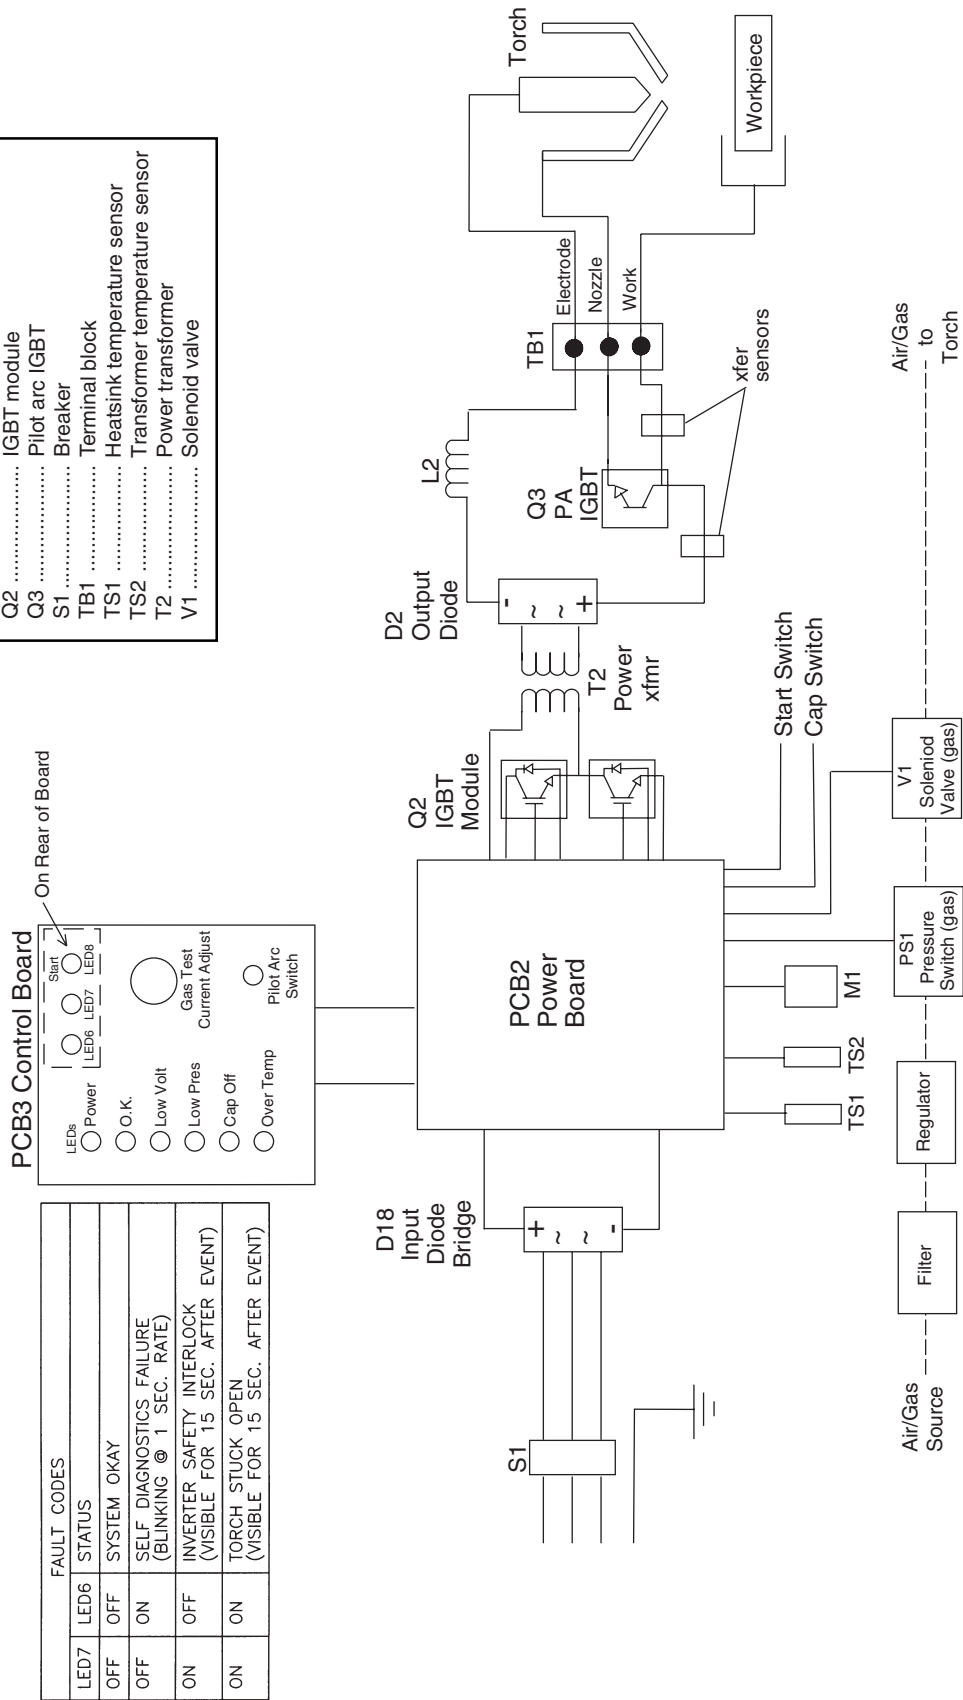 FAULT CODES
LED7 LED6 STATUS
OFF OFF SYSTEM OKAY
OFF ON SELF DIAGNOSTICS FAILURE
(BLINKING @ 1 SEC. RATE)
ON OFF INVERTER SAFETY INTERLOCK
(VISIBLE FOR 15 SEC. AFTER EVENT)
ON ON TORCH STUCK OPEN
(VISIBLE FOR 15 SEC. AFTER EVENT)
PCB3 Control Board
On Rear of Board
LEDs
Power
O.K.
Low Volt
Low Pres
Cap Off
Over Temp
Start
LED6
LED7
LED8
Gas Test
Current Adjust
Pilot Arc
Switch
Q2 .................... IGBT module
Q3 .................... Pilot arc IGBT
S1 .................... Breaker
TB1 .................. Terminal block
TS1 .................. Heatsink temperature sensor
TS2 .................. Transformer temperature sensor
T2 .................... Power transformer
V1 .................... Solenoid valve
S1
D18
Input
Diode
Bridge
+
~
~
-
PCB2
Power
Board
Q2
IGBT
Module
T2
Power
xfmr
D2
Output
Diode
-
~
~
+
L2
Q3
PA
IGBT
TB1
Electrode
Nozzle
Work
xfer
sensors
Torch
Workpiece
Start Switch
Cap Switch
TS1
TS2
M1
Air/Gas
Source
Filter
Regulator
PS1
Pressure
Switch (gas)
V1
Soleniod
Valve (gas)
Air/Gas
to
Torch